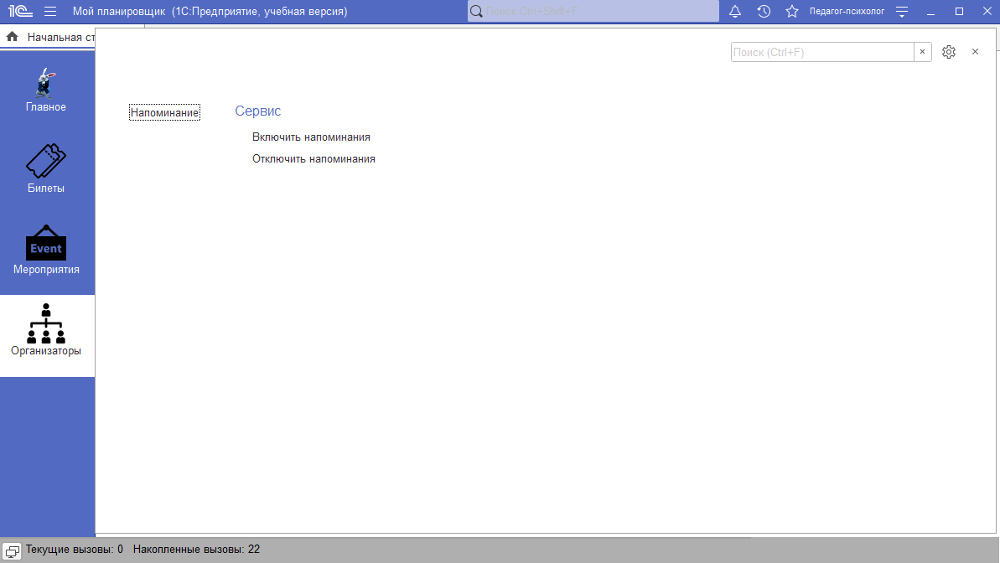 1С Мой планировщик (1С:Предприятие, учебная версия) Поиск Ctrl+Shift+F Педагог-психолог
Начальная ст
Поиск (Ctrl+F) ×
Главное
Напоминание
Сервис
Включить напоминания
Отключить напоминания
Билеты
Event
Мероприятия
Организаторы
Текущие вызовы: 0 Накопленные вызовы: 22